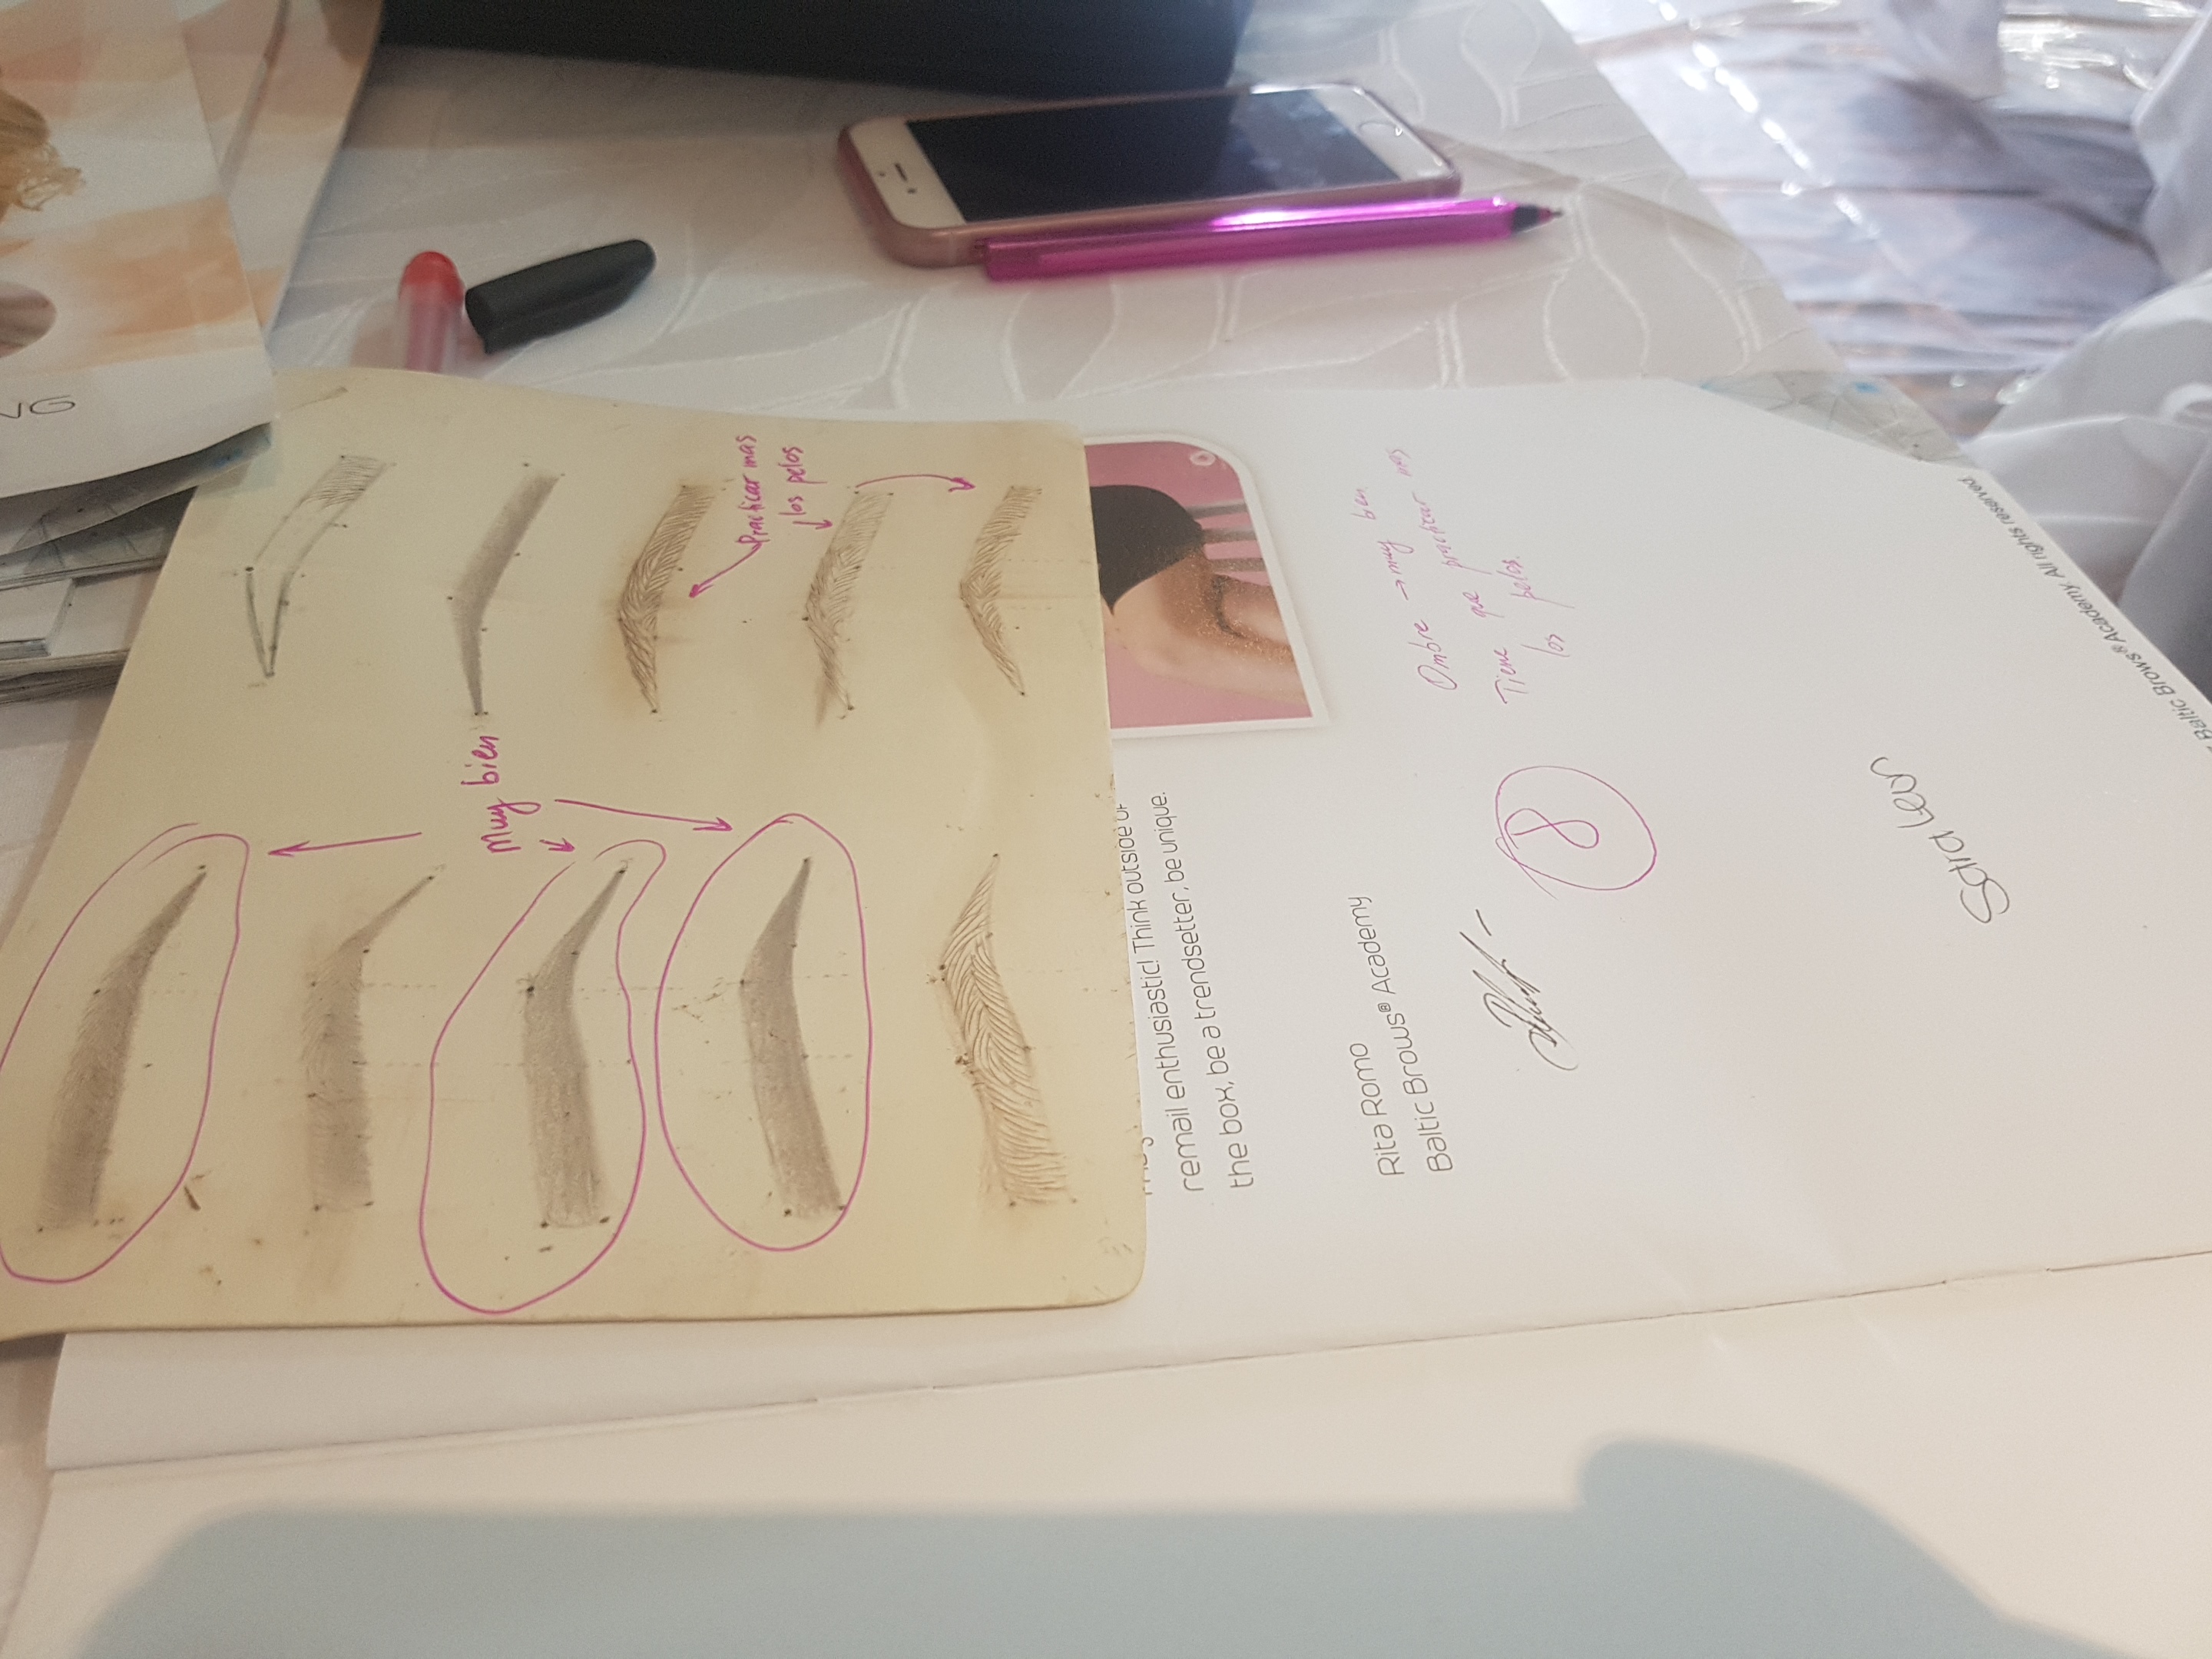 Practicar mas
los pelos
Muy bien
remail enthusiastic! Think outside of
the box, be a trendsetter, be unique.
Rita Romo
Baltic Brows® Academy
8
Ombre → muy bien
Tiene que practicar mas
los pelos.
Baltic Brows® Academy. All rights reserved.